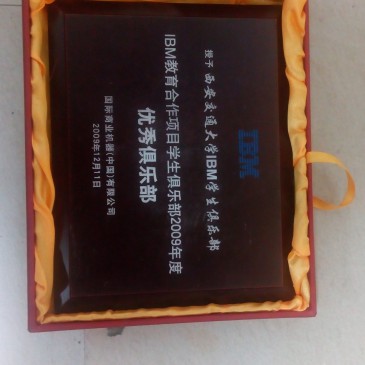 IBM
授予 西安交通大学IBM学生俱乐部
IBM教育合作项目学生俱乐部2009年度
优秀俱乐部
国际商业机器(中国)有限公司
2009年12月11日